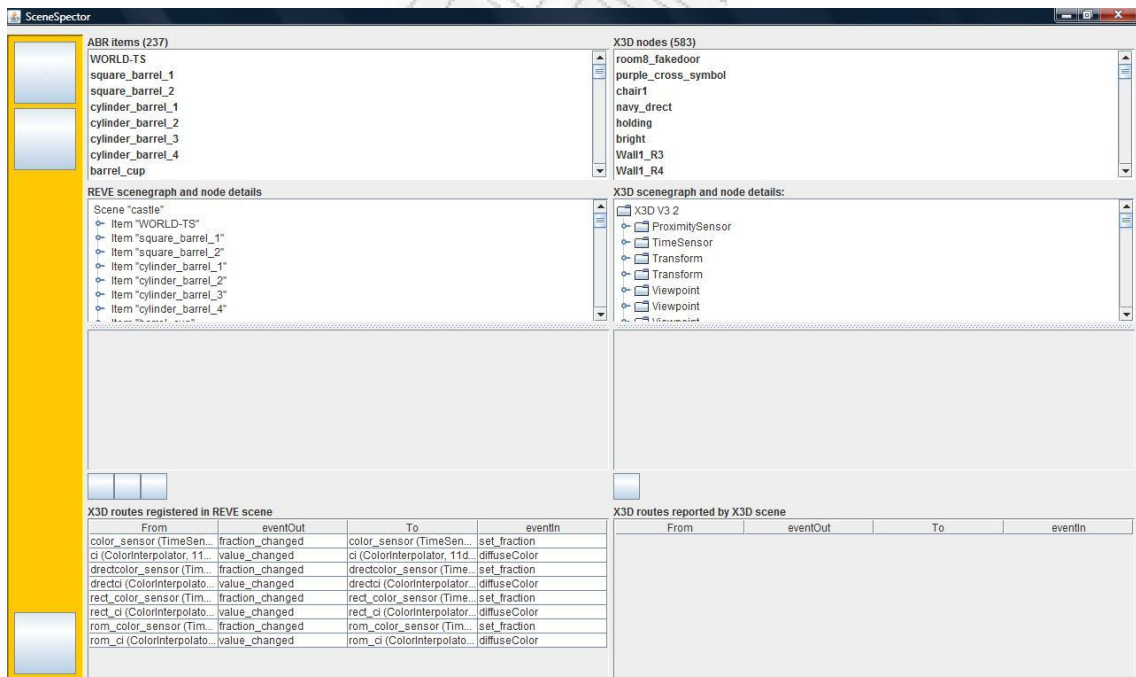 SceneSpector
ABR items (237)
WORLD-TS
square_barrel_1
square_barrel_2
cylinder_barrel_1
cylinder_barrel_2
cylinder_barrel_3
cylinder_barrel_4
barrel_cup
X3D nodes (583)
room8_fakedoor
purple_cross_symbol
chair1
navy_drect
holding
bright
Wall1_R3
Wall1_R4
REVE scenegraph and node details
Scene "castle"
Item "WORLD-TS"
Item "square_barrel_1"
Item "square_barrel_2"
Item "cylinder_barrel_1"
Item "cylinder_barrel_2"
Item "cylinder_barrel_3"
Item "cylinder_barrel_4"
X3D scenegraph and node details:
X3D V3 2
ProximitySensor
TimeSensor
Transform
Transform
Viewpoint
Viewpoint
X3D routes registered in REVE scene
From eventOut To eventIn
color_sensor (TimeSen... fraction_changed color_sensor (TimeSen... set_fraction
ci (ColorInterpolator, 11... value_changed ci (ColorInterpolator, 11d... diffuseColor
drectcolor_sensor (Tim... fraction_changed drectcolor_sensor (Time... set_fraction
drectci (ColorInterpolato... value_changed drectci (ColorInterpolator... diffuseColor
rect_color_sensor (Tim... fraction_changed rect_color_sensor (Time... set_fraction
rect_ci (ColorInterpolato... value_changed rect_ci (ColorInterpolator... diffuseColor
rom_color_sensor (Tim... fraction_changed rom_color_sensor (Tim... set_fraction
rom_ci (ColorInterpolato... value_changed rom_ci (ColorInterpolato... diffuseColor
X3D routes reported by X3D scene
From eventOut To eventIn